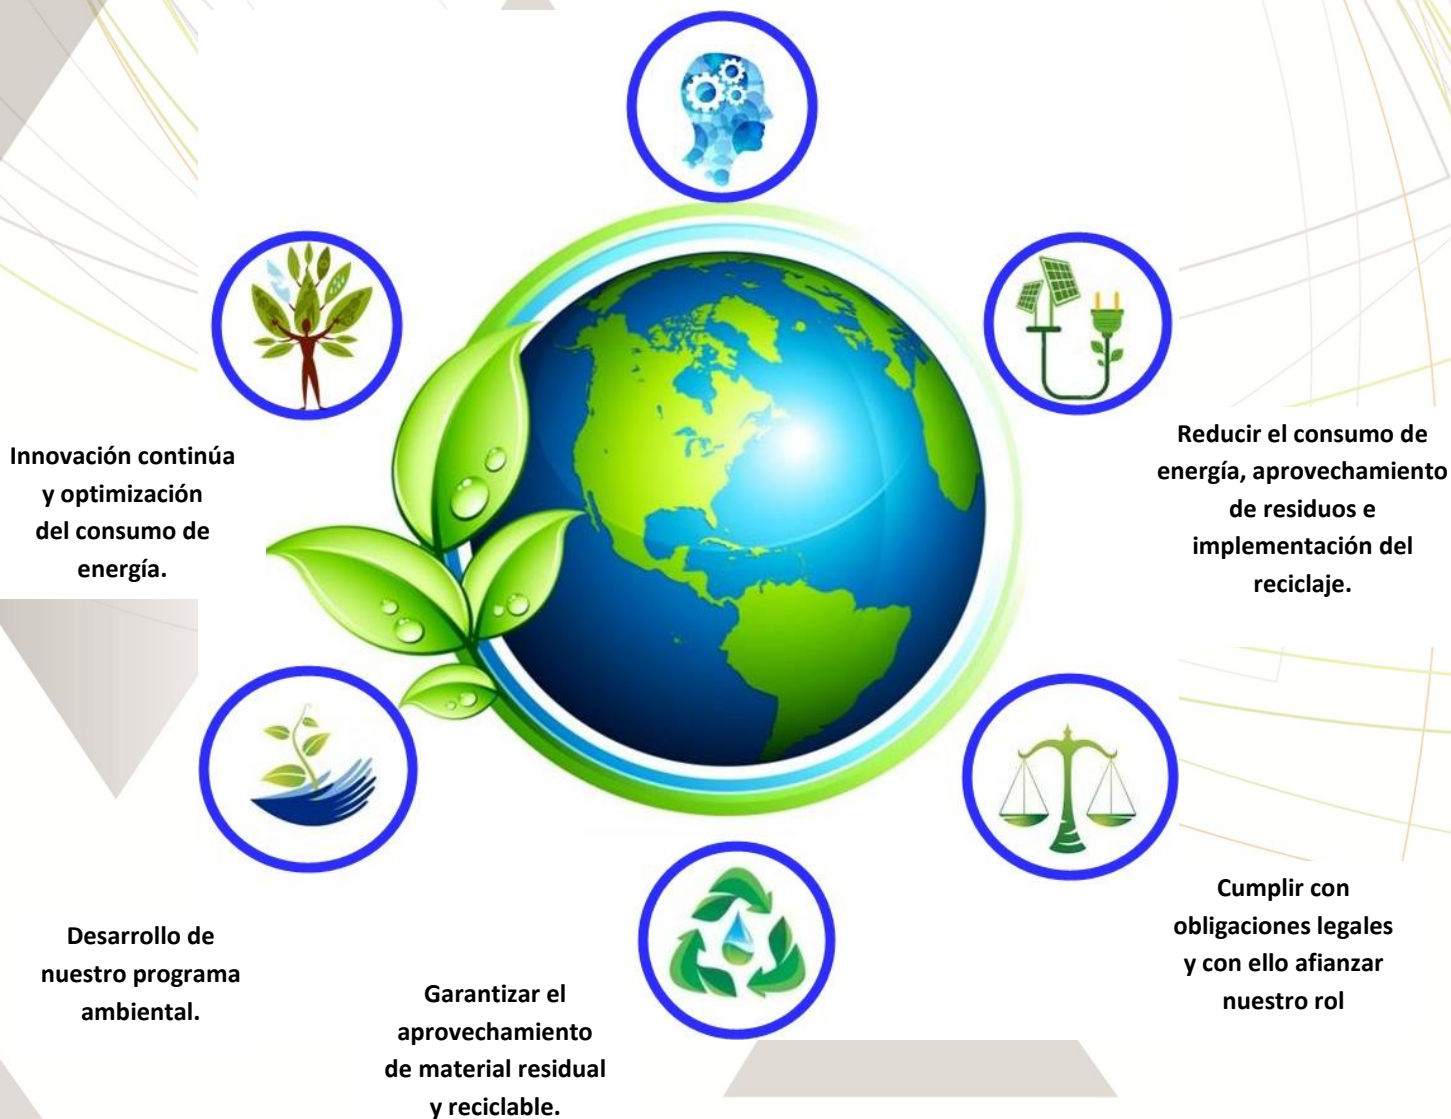 Innovación continúa
y optimización
del consumo de
energía.
Reducir el consumo de
energía, aprovechamiento
de residuos e
implementación del
reciclaje.
Desarrollo de
nuestro programa
ambiental.
Garantizar el
aprovechamiento
de material residual
y reciclable.
Cumplir con
obligaciones legales
y con ello afianzar
nuestro rol